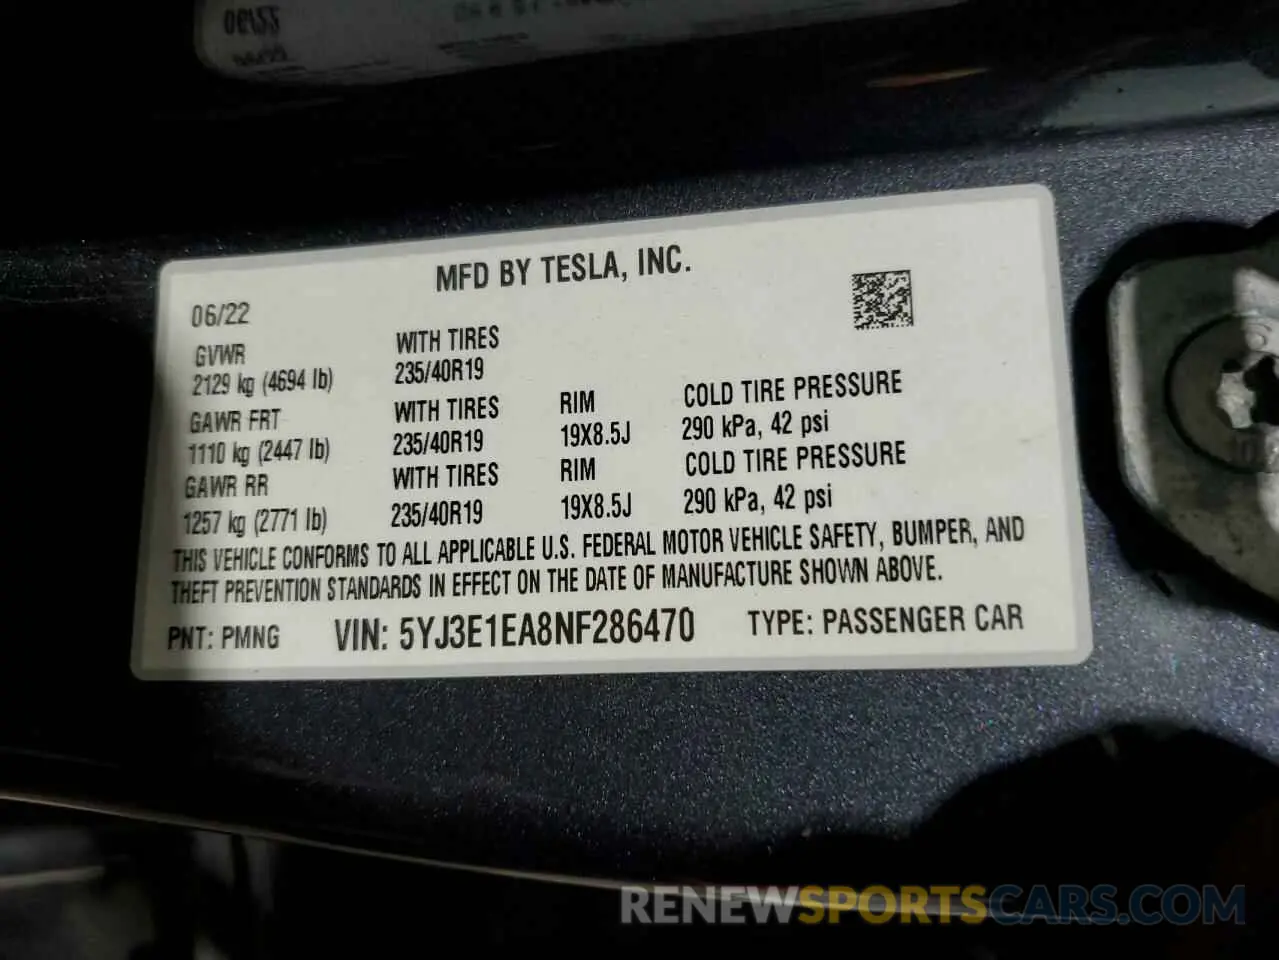 06/22
MFD BY TESLA, INC.
06/22
GVWR WITH TIRES
2129 kg (4694 lb) 235/40R19
GAWR FRT WITH TIRES RIM COLD TIRE PRESSURE
1110 kg (2447 lb) 235/40R19 19X8.5J 290 kPa, 42 psi
GAWR RR WITH TIRES RIM COLD TIRE PRESSURE
1257 kg (2771 lb) 235/40R19 19X8.5J 290 kPa, 42 psi
THIS VEHICLE CONFORMS TO ALL APPLICABLE U.S. FEDERAL MOTOR VEHICLE SAFETY, BUMPER, AND
THEFT PREVENTION STANDARDS IN EFFECT ON THE DATE OF MANUFACTURE SHOWN ABOVE.
PNT: PMNG VIN: 5YJ3E1EA8NF286470 TYPE: PASSENGER CAR
RENEWSPORTSCARS.COM